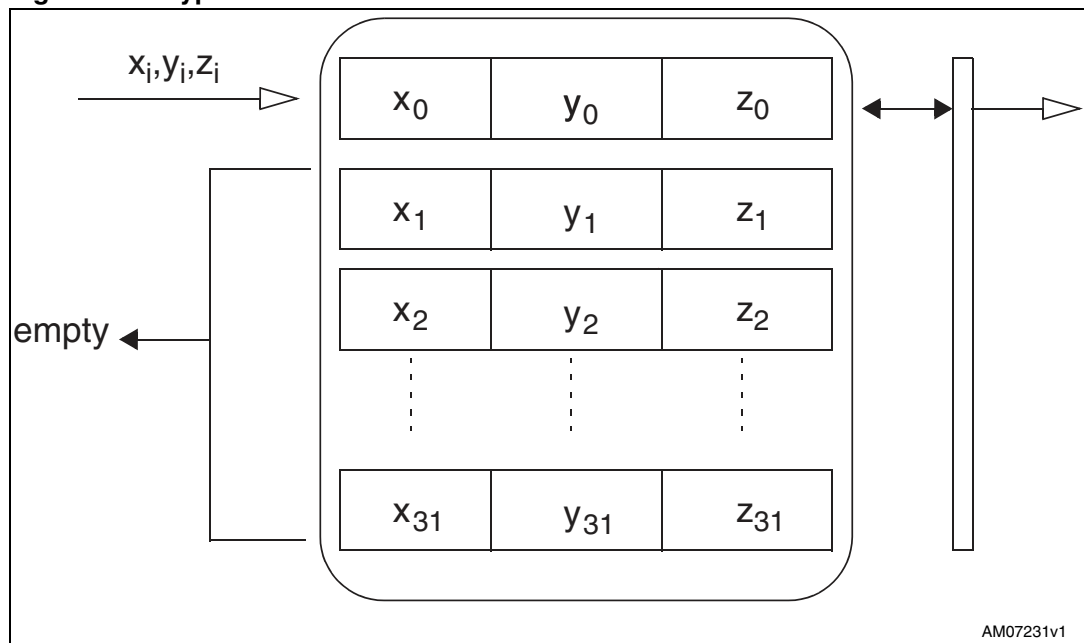 xᵢ,yᵢ,zᵢ
x₀ y₀ z₀
x₁ y₁ z₁
x₂ y₂ z₂
empty
x₃₁ y₃₁ z₃₁
AM07231v1